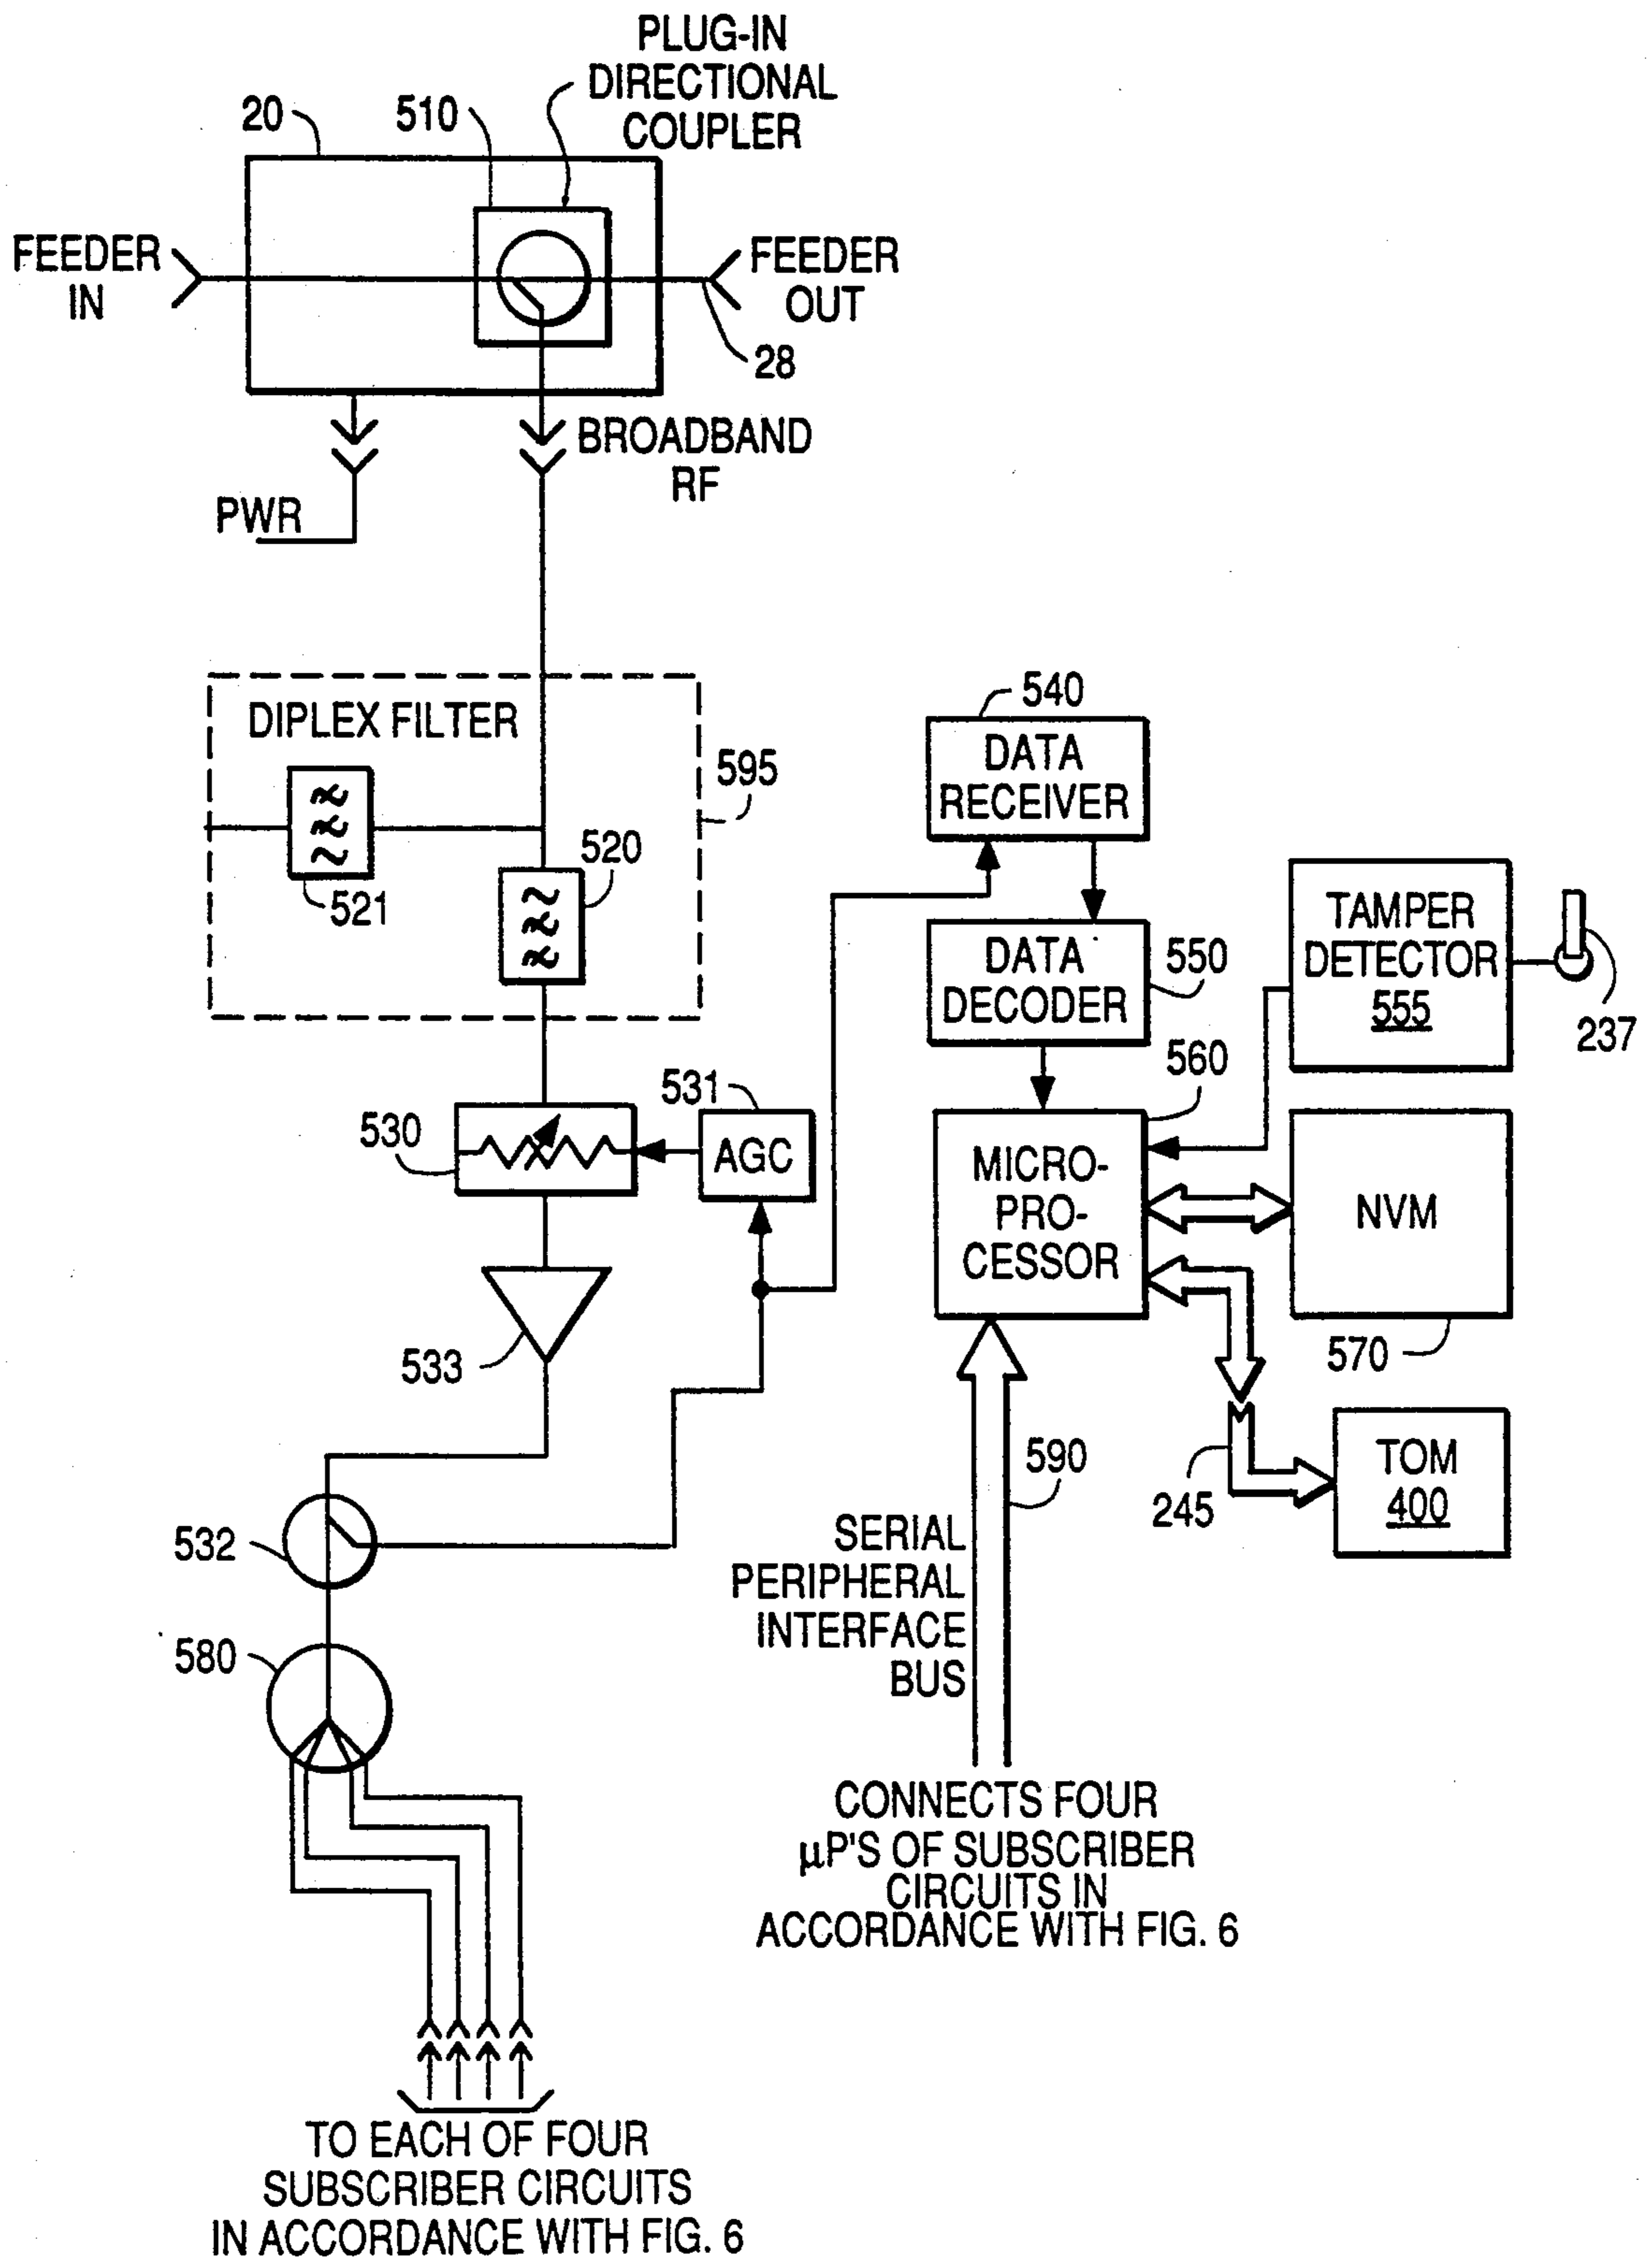 PLUG-IN
DIRECTIONAL
COUPLER
20
510
FEEDER
IN
FEEDER
OUT
28
BROADBAND
RF
PWR
DIPLEX FILTER
595
521
520
540
DATA
RECEIVER
DATA
DECODER
550
TAMPER
DETECTOR
555
237
560
531
530
AGC
MICRO-
PRO-
CESSOR
NVM
570
533
590
245
TOM
400
532
SERIAL
PERIPHERAL
INTERFACE
BUS
580
CONNECTS FOUR
µP'S OF SUBSCRIBER
CIRCUITS IN
ACCORDANCE WITH FIG. 6
TO EACH OF FOUR
SUBSCRIBER CIRCUITS
IN ACCORDANCE WITH FIG. 6